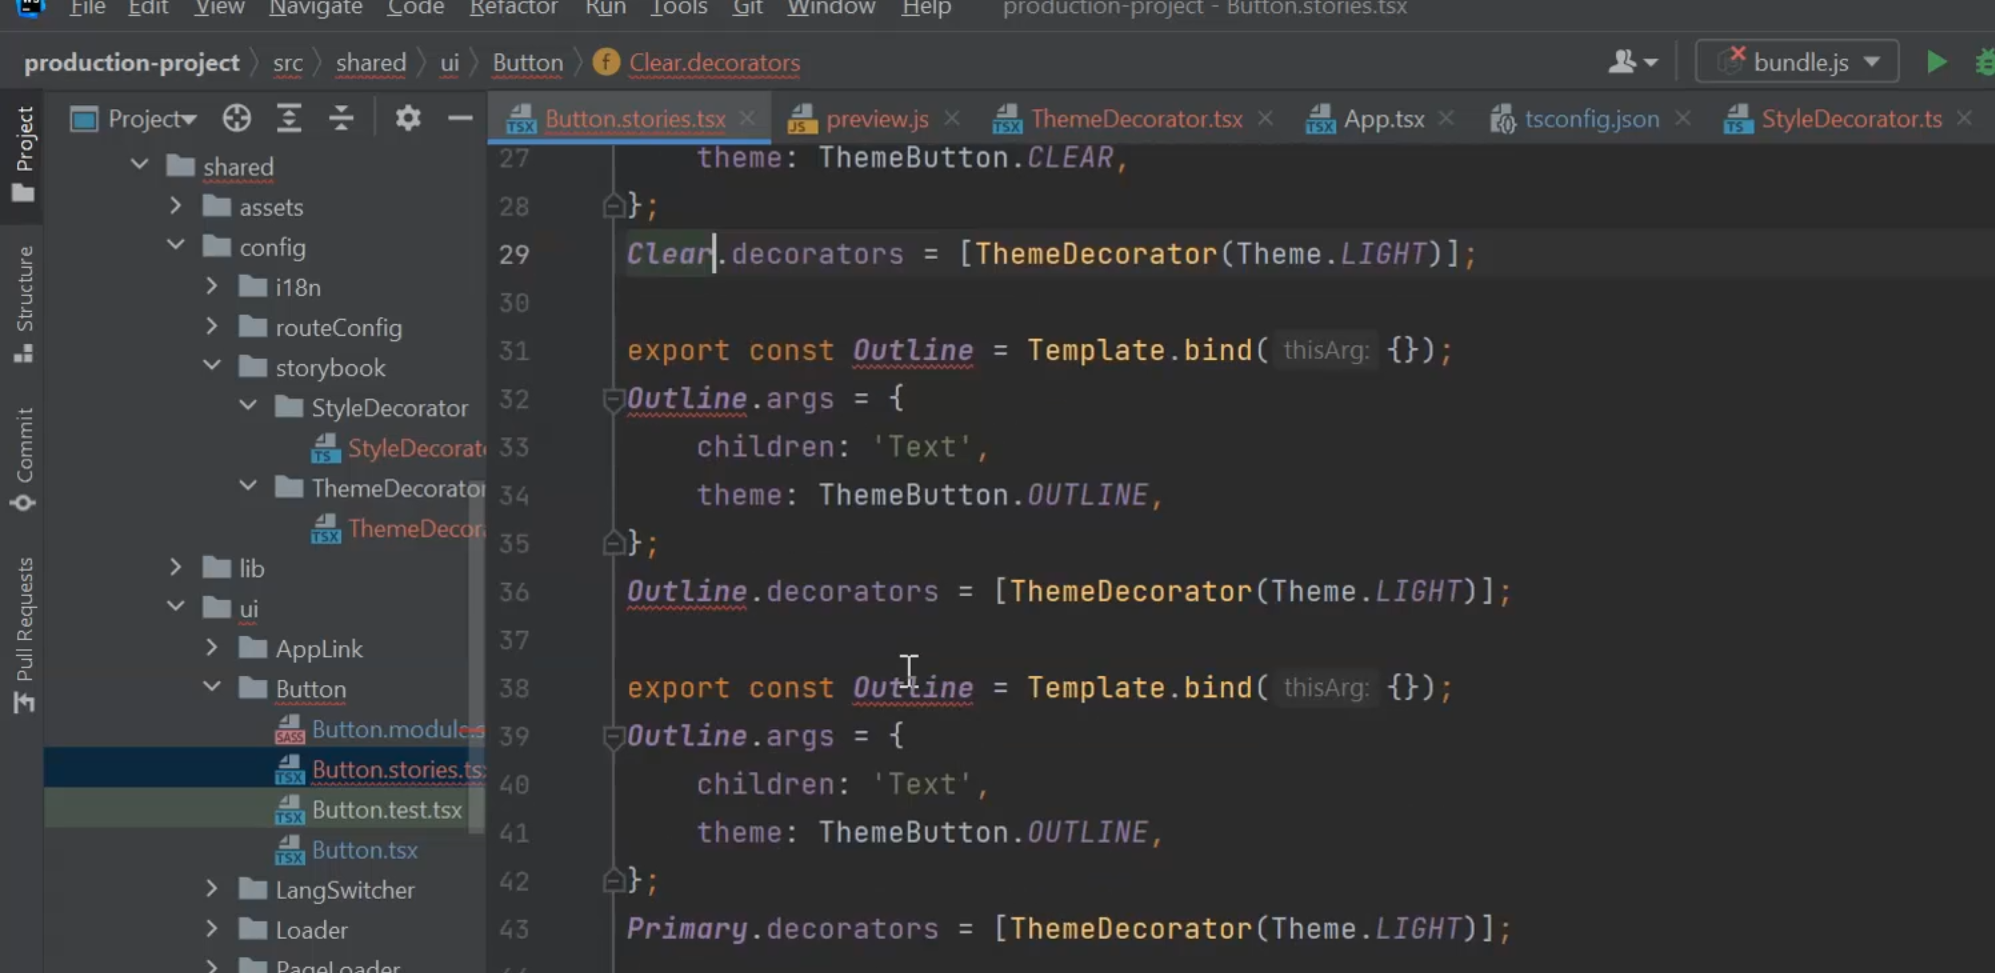 File Edit View Navigate Code Refactor Run Tools Git Window Help production-project - Button.stories.tsx
production-project src shared ui Button f Clear.decorators bundle.js
Project
Button.stories.tsx preview.js ThemeDecorator.tsx App.tsx tsconfig.json StyleDecorator.ts
Project
Structure
Commit
Pull Requests
shared
assets
config
i18n
routeConfig
storybook
StyleDecorator
StyleDecorat
ThemeDecorator
ThemeDecor
lib
ui
AppLink
Button
Button.module.s
Button.stories.ts
Button.test.tsx
Button.tsx
LangSwitcher
Loader
PageLoader
27 theme: ThemeButton.CLEAR,
28 };
29 Clear.decorators = [ThemeDecorator(Theme.LIGHT)];
30
31 export const Outline = Template.bind( thisArg: {});
32 Outline.args = {
33 children: 'Text',
34 theme: ThemeButton.OUTLINE,
35 };
36 Outline.decorators = [ThemeDecorator(Theme.LIGHT)];
37
38 export const Outline = Template.bind( thisArg: {});
39 Outline.args = {
40 children: 'Text',
41 theme: ThemeButton.OUTLINE,
42 };
43 Primary.decorators = [ThemeDecorator(Theme.LIGHT)];